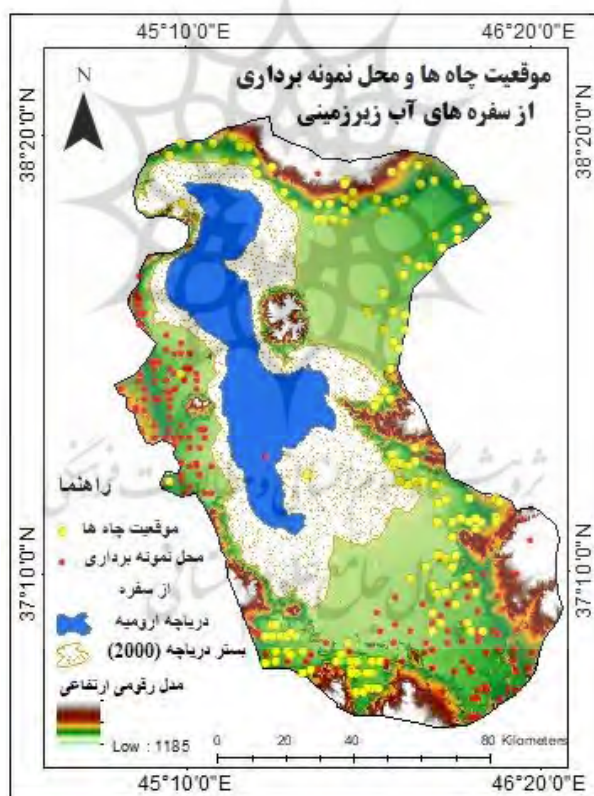 45°10'0"E
46°20'0"E
موقعیت چاه ها و محل نمونه برداری
از سفره های آب زیرزمینی
N
38°20'0"N
38°20'0"N
راهنما
موقعیت چاه ها
محل نمونه برداری
از سفره
دریاچه ارومیه
بستر دریاچه (2000)
مدل رقومی ارتفاعی
Low : 1185
0 20 40 80 Kilometers
37°10'0"N
37°10'0"N
45°10'0"E
46°20'0"E